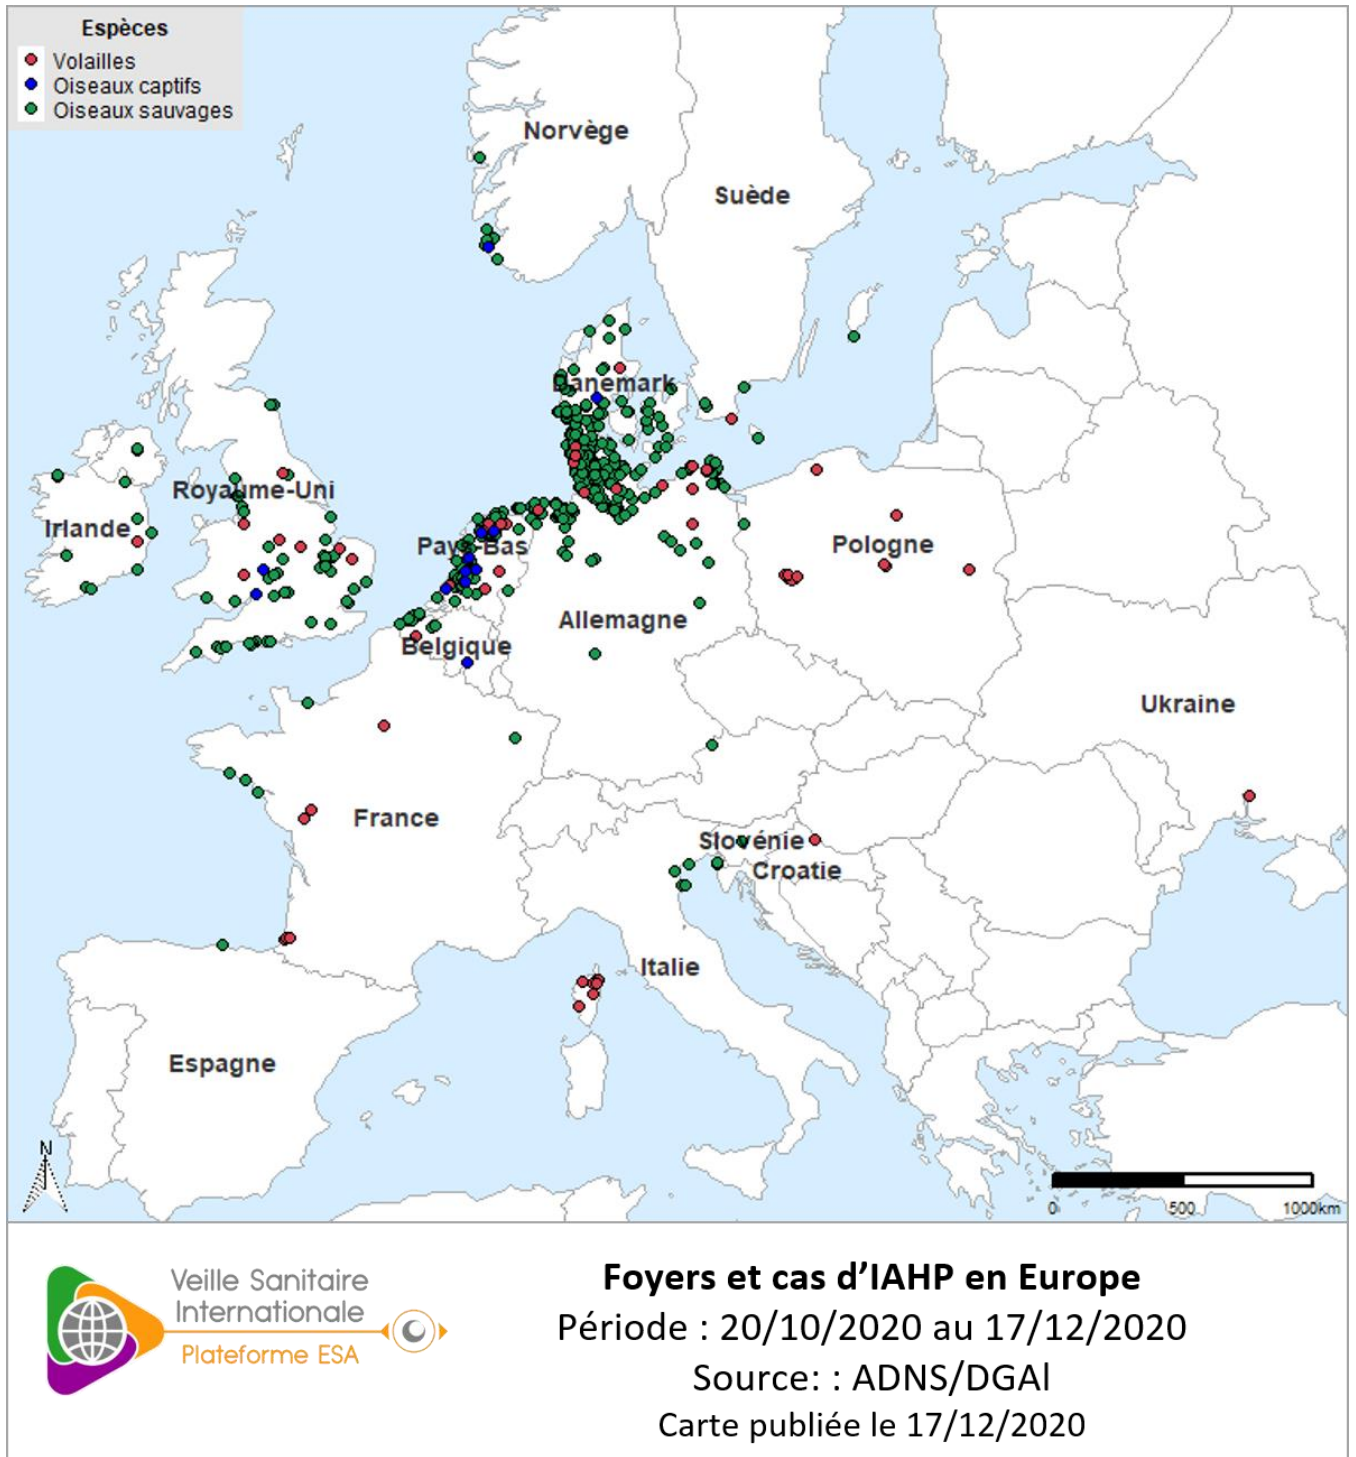 Espèces
Volailles
Oiseaux captifs
Oiseaux sauvages
Norvège
Suède
Danemark
Royaume-Uni
Irlande
Pays-Bas
Pologne
Allemagne
Belgique
Ukraine
France
Slovénie
Croatie
Italie
Espagne
N
0 500 1000km
Veille Sanitaire
Internationale
Plateforme ESA
Foyers et cas d’IAHP en Europe
Période : 20/10/2020 au 17/12/2020
Source: : ADNS/DGAl
Carte publiée le 17/12/2020